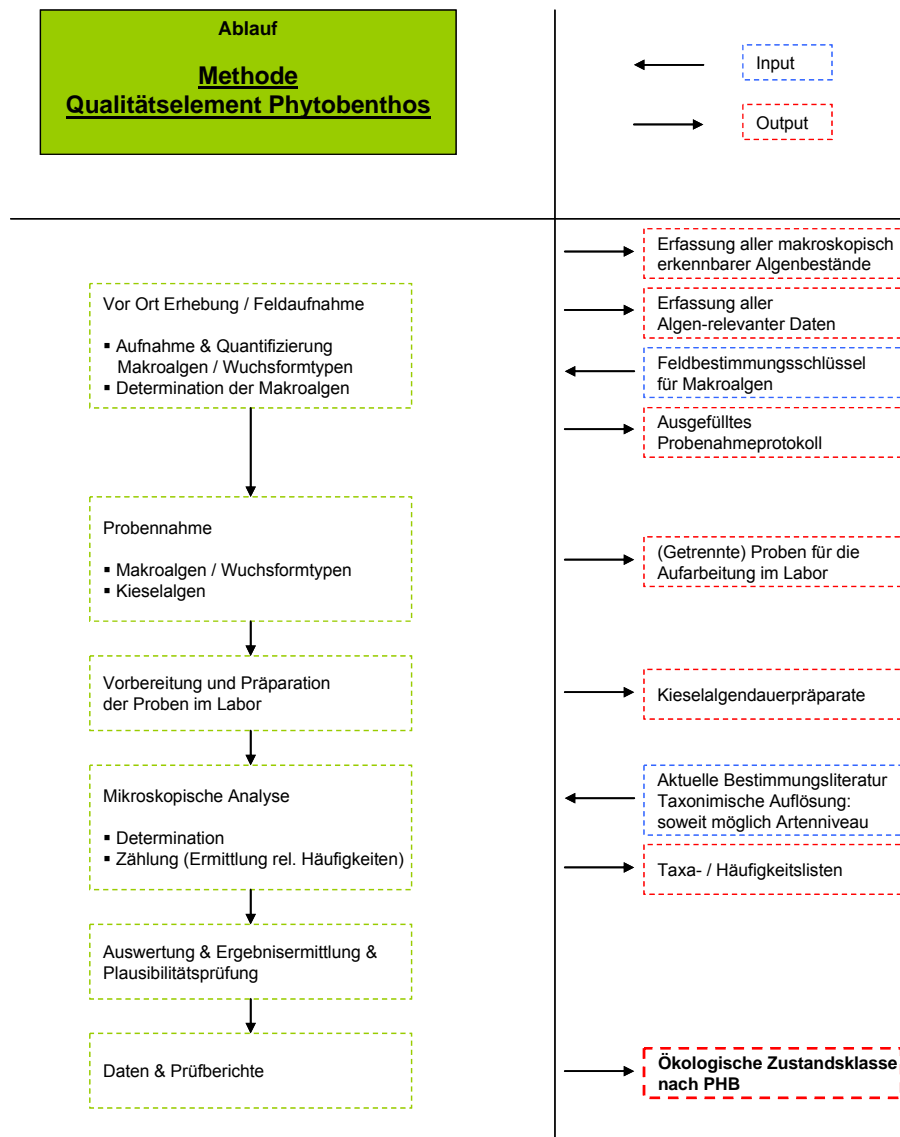 Ablauf
Methode
Qualitätselement Phytobenthos
Input
Output
Vor Ort Erhebung / Feldaufnahme
▪ Aufnahme & Quantifizierung
Makroalgen / Wuchsformtypen
▪ Determination der Makroalgen
Probennahme
▪ Makroalgen / Wuchsformtypen
▪ Kieselalgen
Vorbereitung und Präparation
der Proben im Labor
Mikroskopische Analyse
▪ Determination
▪ Zählung (Ermittlung rel. Häufigkeiten)
Auswertung & Ergebnisermittlung &
Plausibilitätsprüfung
Daten & Prüfberichte
Erfassung aller makroskopisch
erkennbarer Algenbestände
Erfassung aller
Algen-relevanter Daten
Feldbestimmungsschlüssel
für Makroalgen
Ausgefülltes
Probenahmeprotokoll
(Getrennte) Proben für die
Aufarbeitung im Labor
Kieselalgendauerpräparate
Aktuelle Bestimmungsliteratur
Taxonimische Auflösung:
soweit möglich Artenniveau
Taxa- / Häufigkeitslisten
Ökologische Zustandsklasse
nach PHB